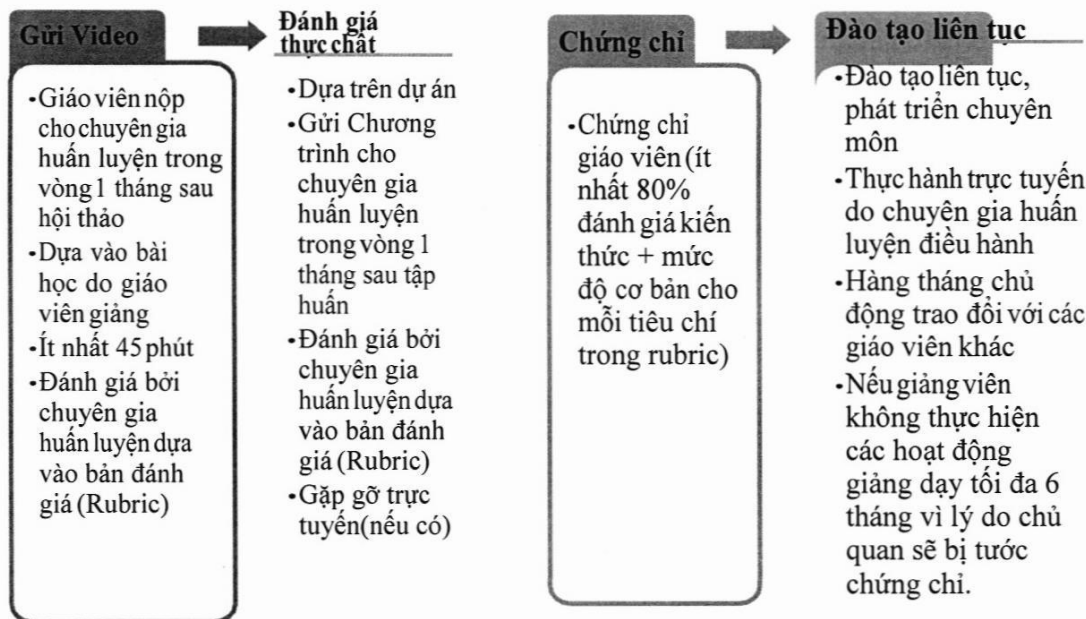 Gửi Video
•Giáo viên nộp
cho chuyên gia
huấn luyện trong
vòng 1 tháng sau
hội thảo
•Dựa vào bài
học do giáo
viên giảng
•Ít nhất 45 phút
•Đánh giá bởi
chuyên gia
huấn luyện dựa
vào bản đánh
giá (Rubric)
Đánh giá
thực chất
•Dựa trên dự án
•Gửi Chương
trình cho
chuyên gia
huấn luyện
trong vòng 1
tháng sau tập
huấn
•Đánh giá bởi
chuyên gia
huấn luyện dựa
vào bản đánh
giá (Rubric)
•Gặp gỡ trực
tuyến(nếu có)
Chứng chỉ
•Chứng chỉ
giáo viên (ít
nhất 80%
đánh giá kiến
thức + mức
độ cơ bản cho
mỗi tiêu chí
trong rubric)
Đào tạo liên tục
•Đào tạo liên tục,
phát triển chuyên
môn
•Thực hành trực tuyến
do chuyên gia huấn
luyện điều hành
•Hàng tháng chủ
động trao đổi với các
giáo viên khác
•Nếu giảng viên
không thực hiện
các hoạt động
giảng dạy tối đa 6
tháng vì lý do chủ
quan sẽ bị tước
chứng chỉ.